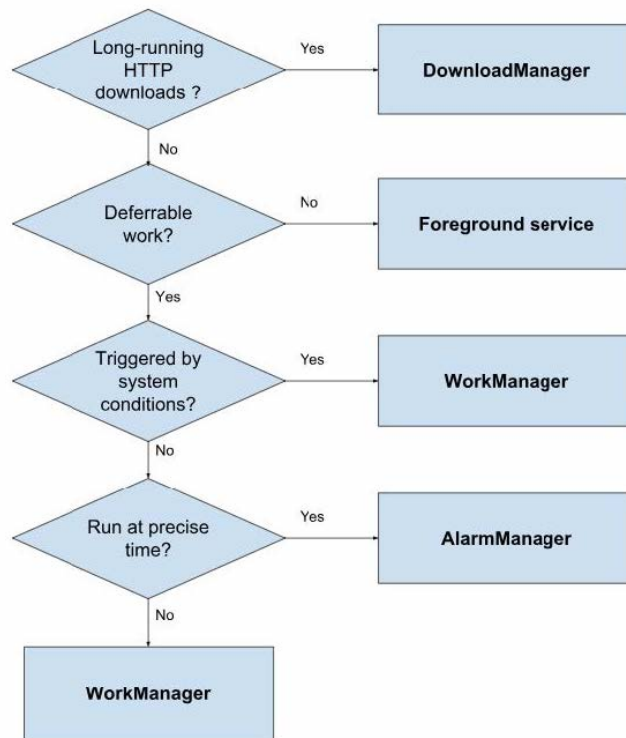 Long-running
HTTP
downloads ?
Yes
DownloadManager
No
Deferrable
work?
No
Foreground service
Yes
Triggered by
system
conditions?
Yes
WorkManager
No
Run at precise
time?
Yes
AlarmManager
No
WorkManager